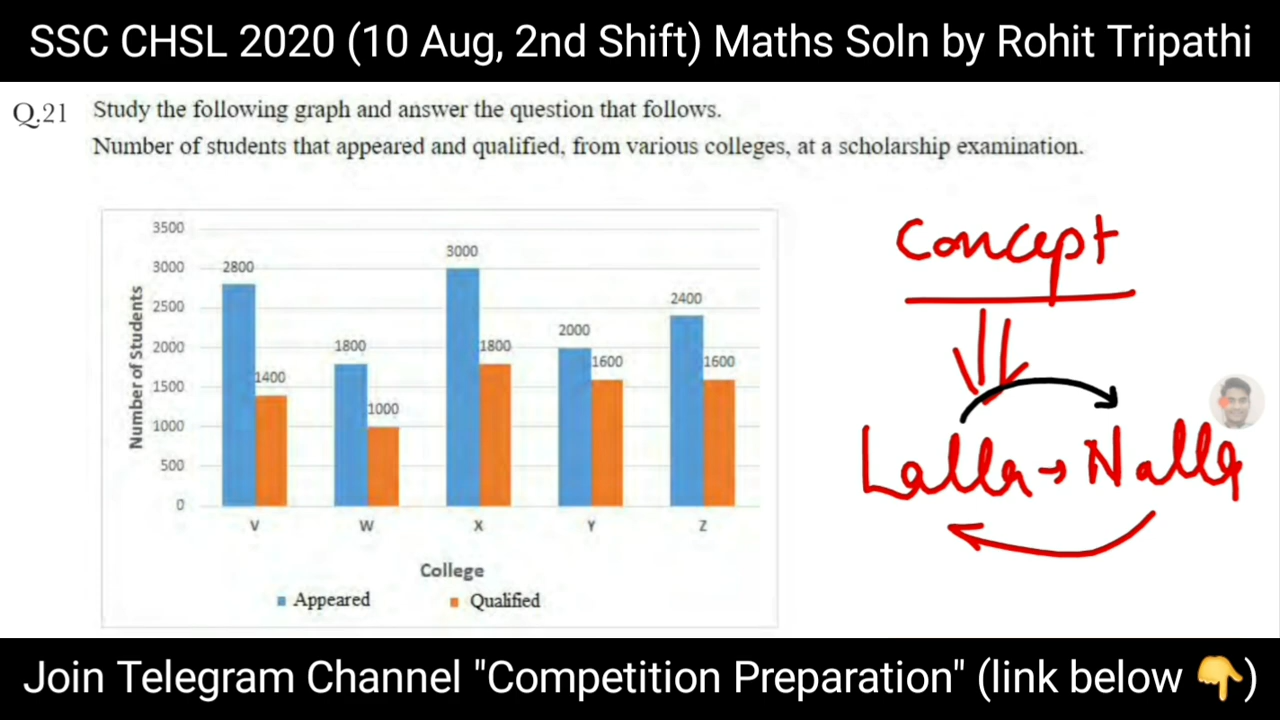 SSC CHSL 2020 (10 Aug, 2nd Shift) Maths Soln by Rohit Tripathi
Q.21 Study the following graph and answer the question that follows.
Number of students that appeared and qualified, from various colleges, at a scholarship examination.
Number of Students
3500
3000
2500
2000
1500
1000
500
0
2800
1400
1800
1000
3000
1800
2000
1600
2400
1600
V W X Y Z
College
Appeared Qualified
Concept
Lalla → Nalla
Join Telegram Channel "Competition Preparation" (link below 👇)